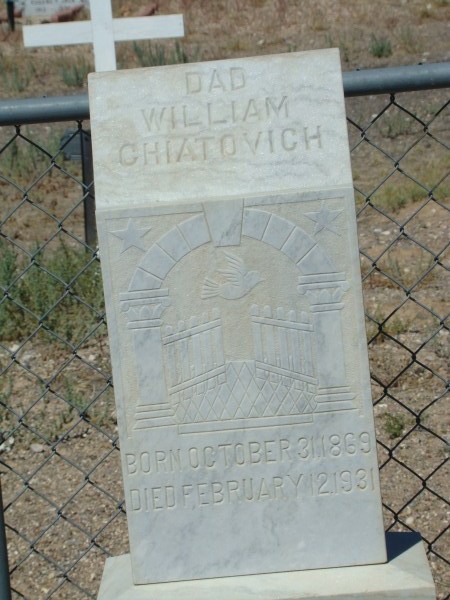 DAD
WILLIAM
CHIATOVICH
BORN OCTOBER 31, 1869
DIED FEBRUARY 12, 1931